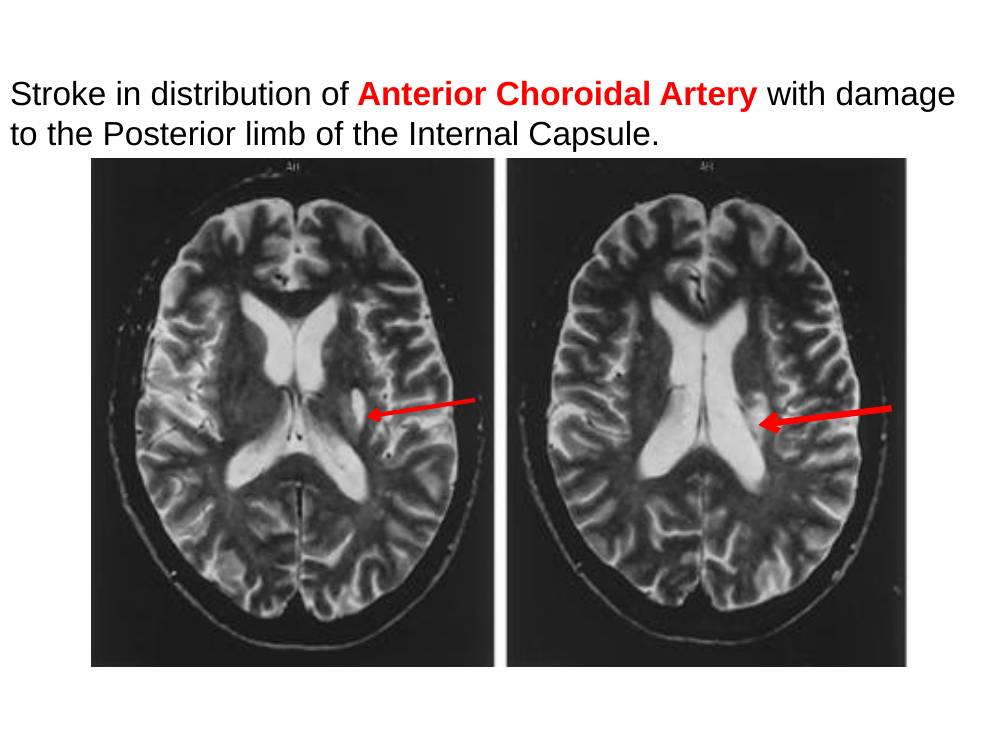 Stroke in distribution of Anterior Choroidal Artery with damage
to the Posterior limb of the Internal Capsule.